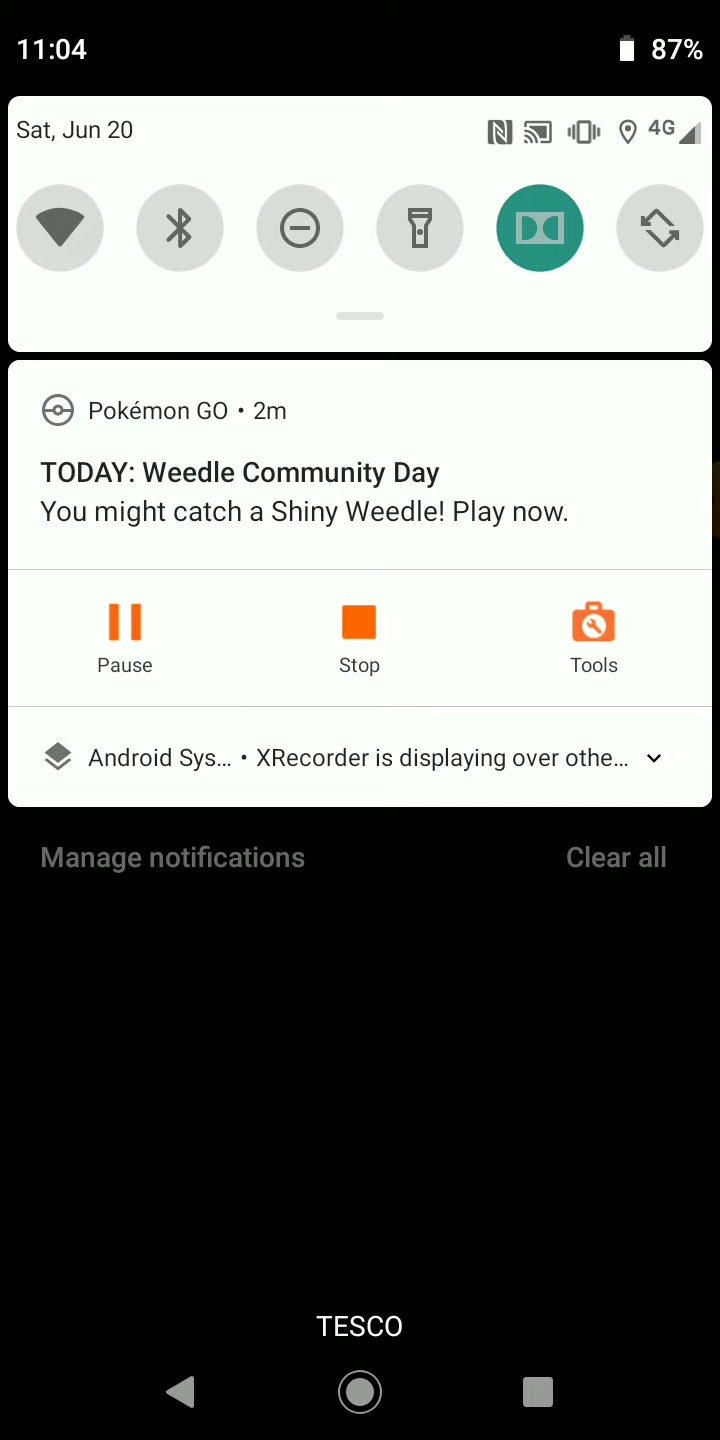 11:04
87%
Sat, Jun 20
4G
Pokémon GO • 2m
TODAY: Weedle Community Day
You might catch a Shiny Weedle! Play now.
Pause
Stop
Tools
Android Sys... • XRecorder is displaying over othe...
Manage notifications
Clear all
TESCO